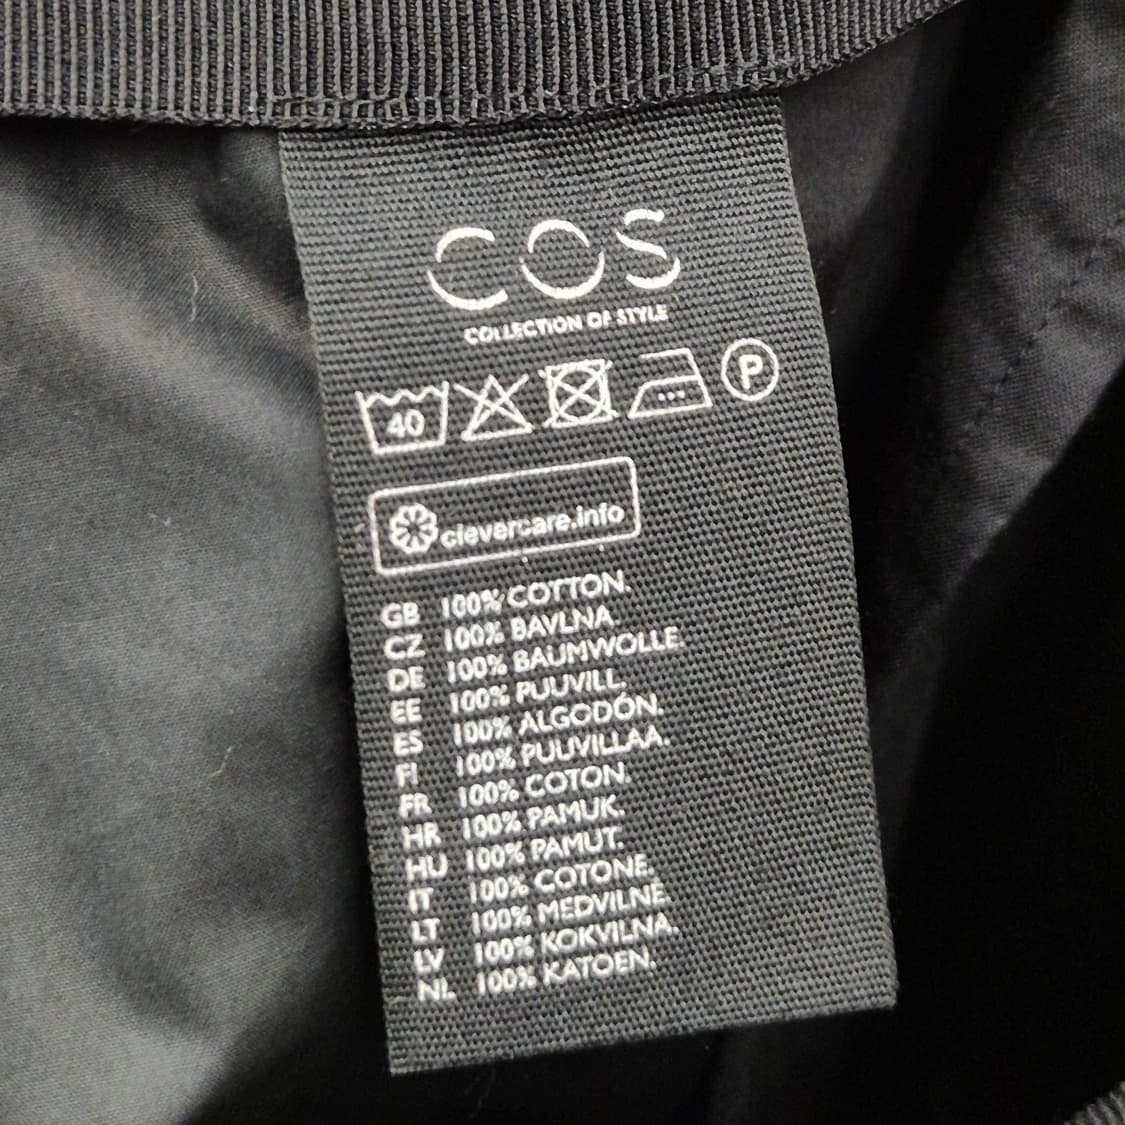 COS
COLLECTION OF STYLE
40 P
clevercare.info
GB 100% COTTON.
CZ 100% BAVLNA.
DE 100% BAUMWOLLE.
EE 100% PUUVILL.
ES 100% ALGODÓN.
FI 100% PUUVILLAA.
FR 100% COTON.
HR 100% PAMUK.
HU 100% PAMUT.
IT 100% COTONE.
LT 100% MEDVILNĖ
LV 100% KOKVILNA.
NL 100% KATOEN.